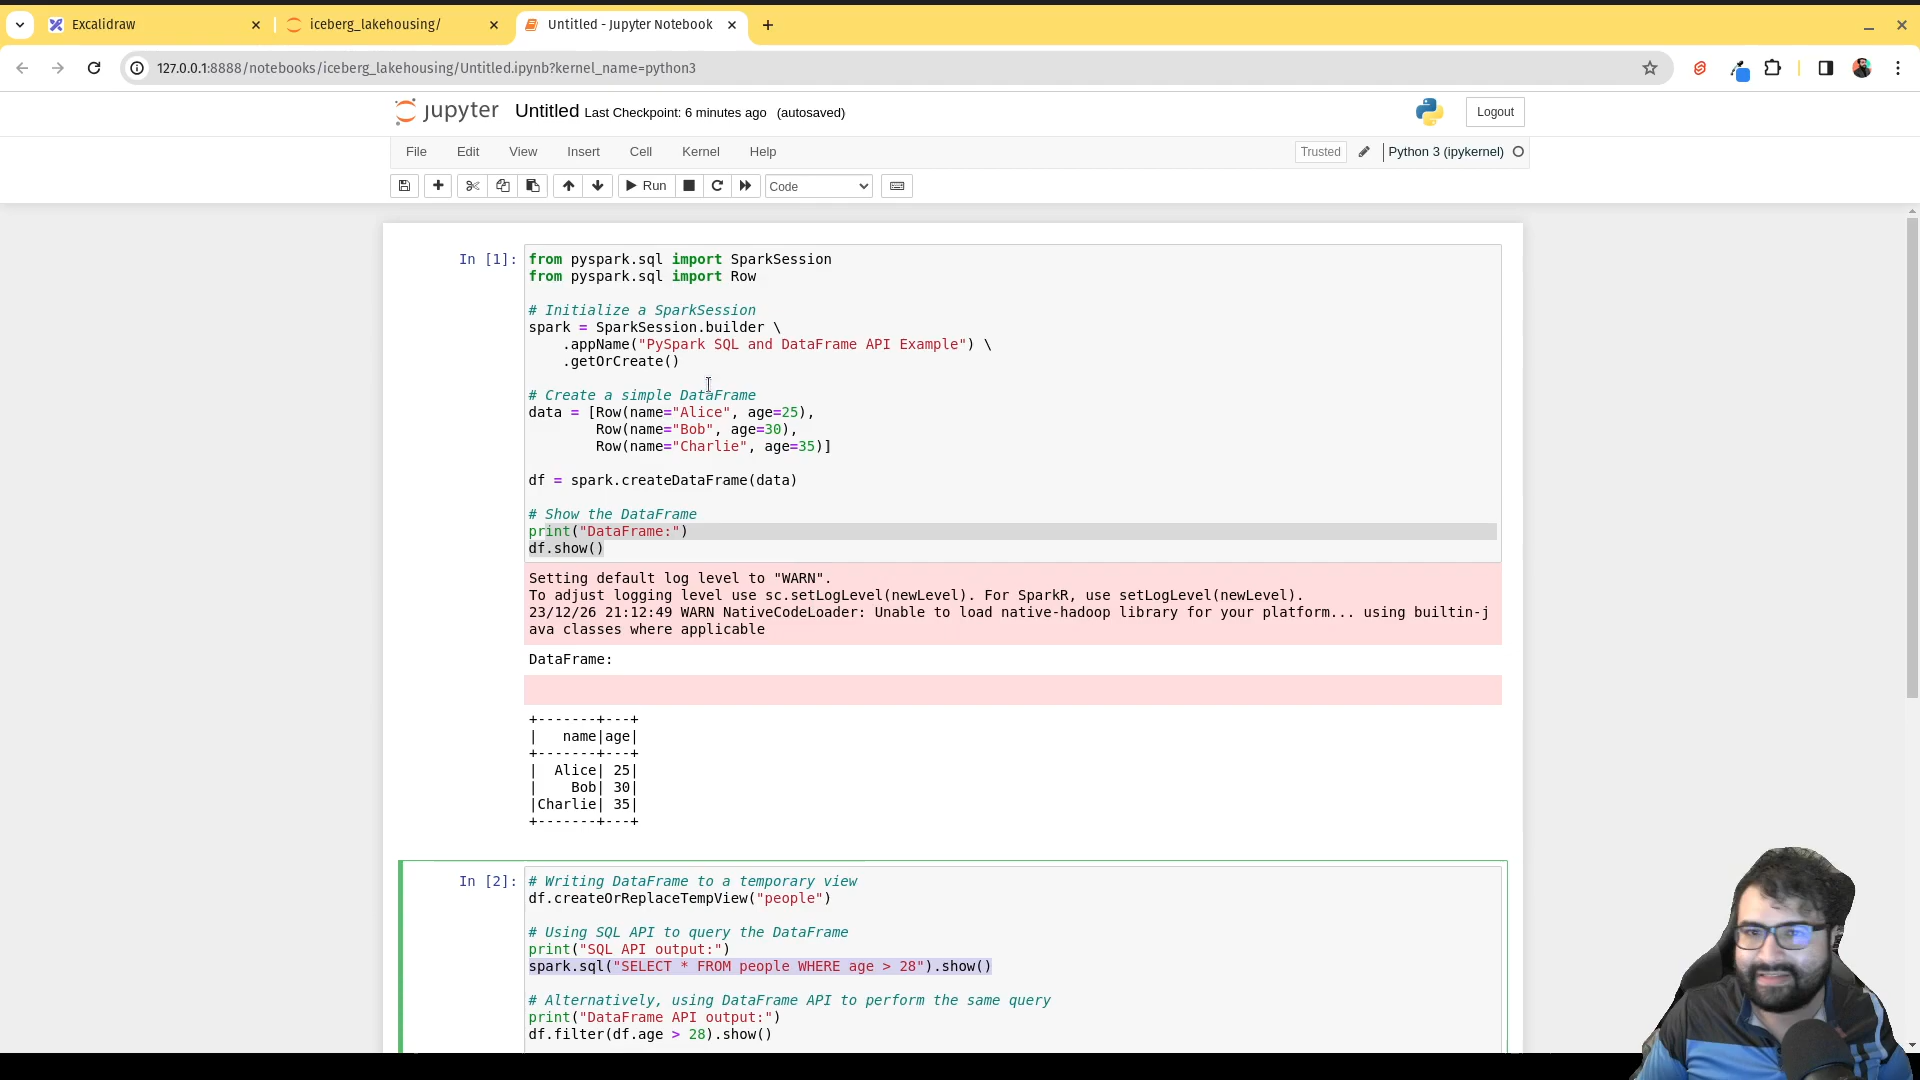 Excalidraw
iceberg_lakehousing/
Untitled - Jupyter Notebook
127.0.0.1:8888/notebooks/iceberg_lakehousing/Untitled.ipynb?kernel_name=python3
jupyter Untitled Last Checkpoint: 6 minutes ago (autosaved)
Logout
File Edit View Insert Cell Kernel Help
Trusted Python 3 (ipykernel)
Run Code
In [1]: from pyspark.sql import SparkSession
from pyspark.sql import Row
# Initialize a SparkSession
spark = SparkSession.builder \
    .appName("PySpark SQL and DataFrame API Example") \
    .getOrCreate()
# Create a simple DataFrame
data = [Row(name="Alice", age=25),
        Row(name="Bob", age=30),
        Row(name="Charlie", age=35)]
df = spark.createDataFrame(data)
# Show the DataFrame
print("DataFrame:")
df.show()
Setting default log level to "WARN".
To adjust logging level use sc.setLogLevel(newLevel). For SparkR, use setLogLevel(newLevel).
23/12/26 21:12:49 WARN NativeCodeLoader: Unable to load native-hadoop library for your platform... using builtin-j
ava classes where applicable
DataFrame:
+-------+---+
|   name|age|
+-------+---+
|  Alice| 25|
|    Bob| 30|
|Charlie| 35|
+-------+---+
In [2]: # Writing DataFrame to a temporary view
df.createOrReplaceTempView("people")
# Using SQL API to query the DataFrame
print("SQL API output:")
spark.sql("SELECT * FROM people WHERE age > 28").show()
# Alternatively, using DataFrame API to perform the same query
print("DataFrame API output:")
df.filter(df.age > 28).show()